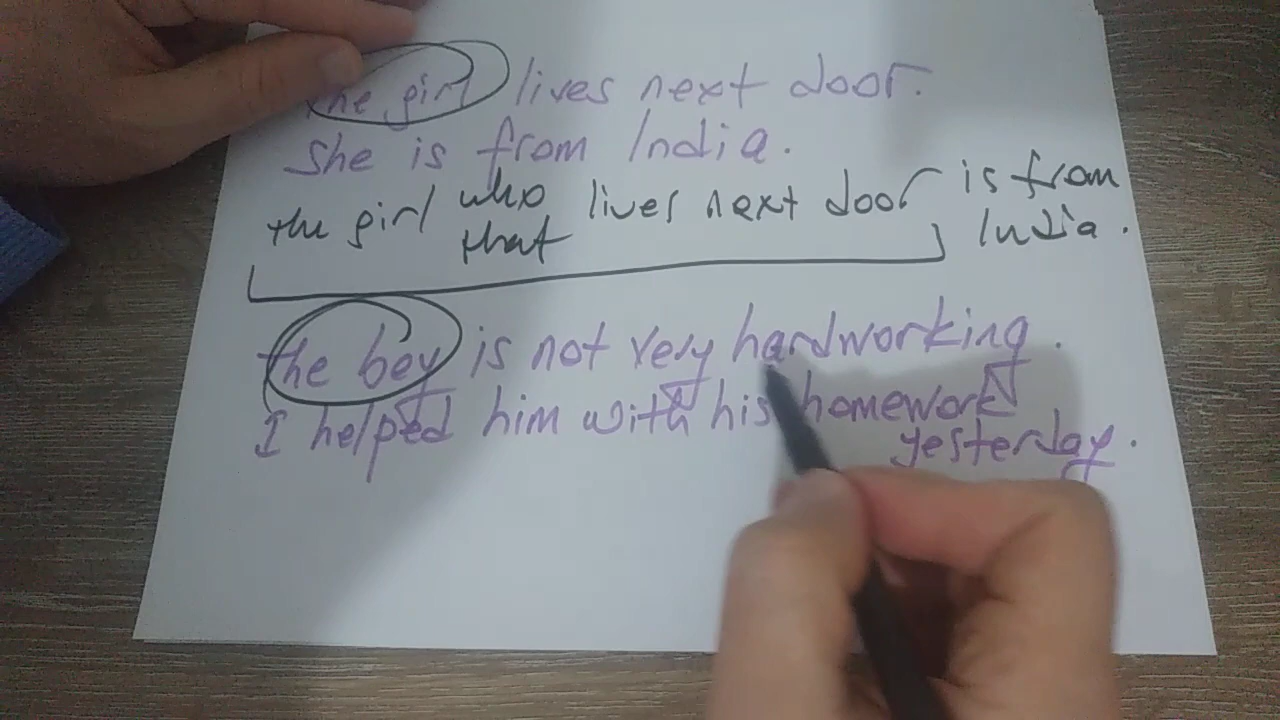 the girl lives next door.
She is from India.
the girl who lives next door is from
that India.
the boy is not very hardworking.
I helped him with his homework
yesterday.